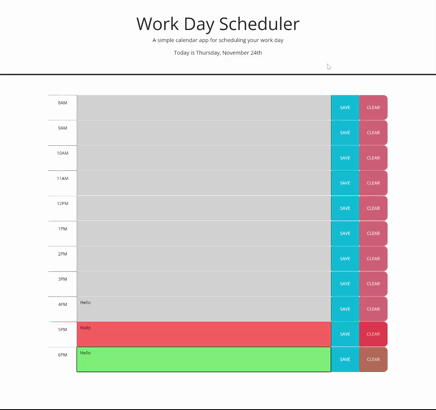 Work Day Scheduler
A simple calendar app for scheduling your work day
Today is Thursday, November 24th
8AM SAVE CLEAR
9AM SAVE CLEAR
10AM SAVE CLEAR
11AM SAVE CLEAR
12PM SAVE CLEAR
1PM SAVE CLEAR
2PM SAVE CLEAR
3PM SAVE CLEAR
4PM Hello SAVE CLEAR
5PM Hello SAVE CLEAR
6PM Hello SAVE CLEAR